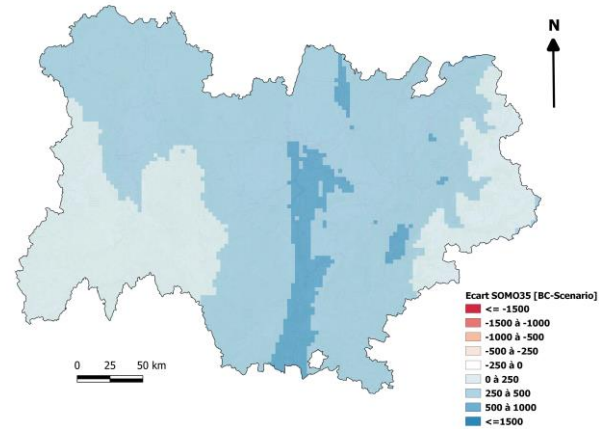 N
0 25 50 km
Ecart SOMO35 [BC-Scenario]
<= -1500
-1500 à -1000
-1000 à -500
-500 à -250
-250 à 0
0 à 250
250 à 500
500 à 1000
<=1500